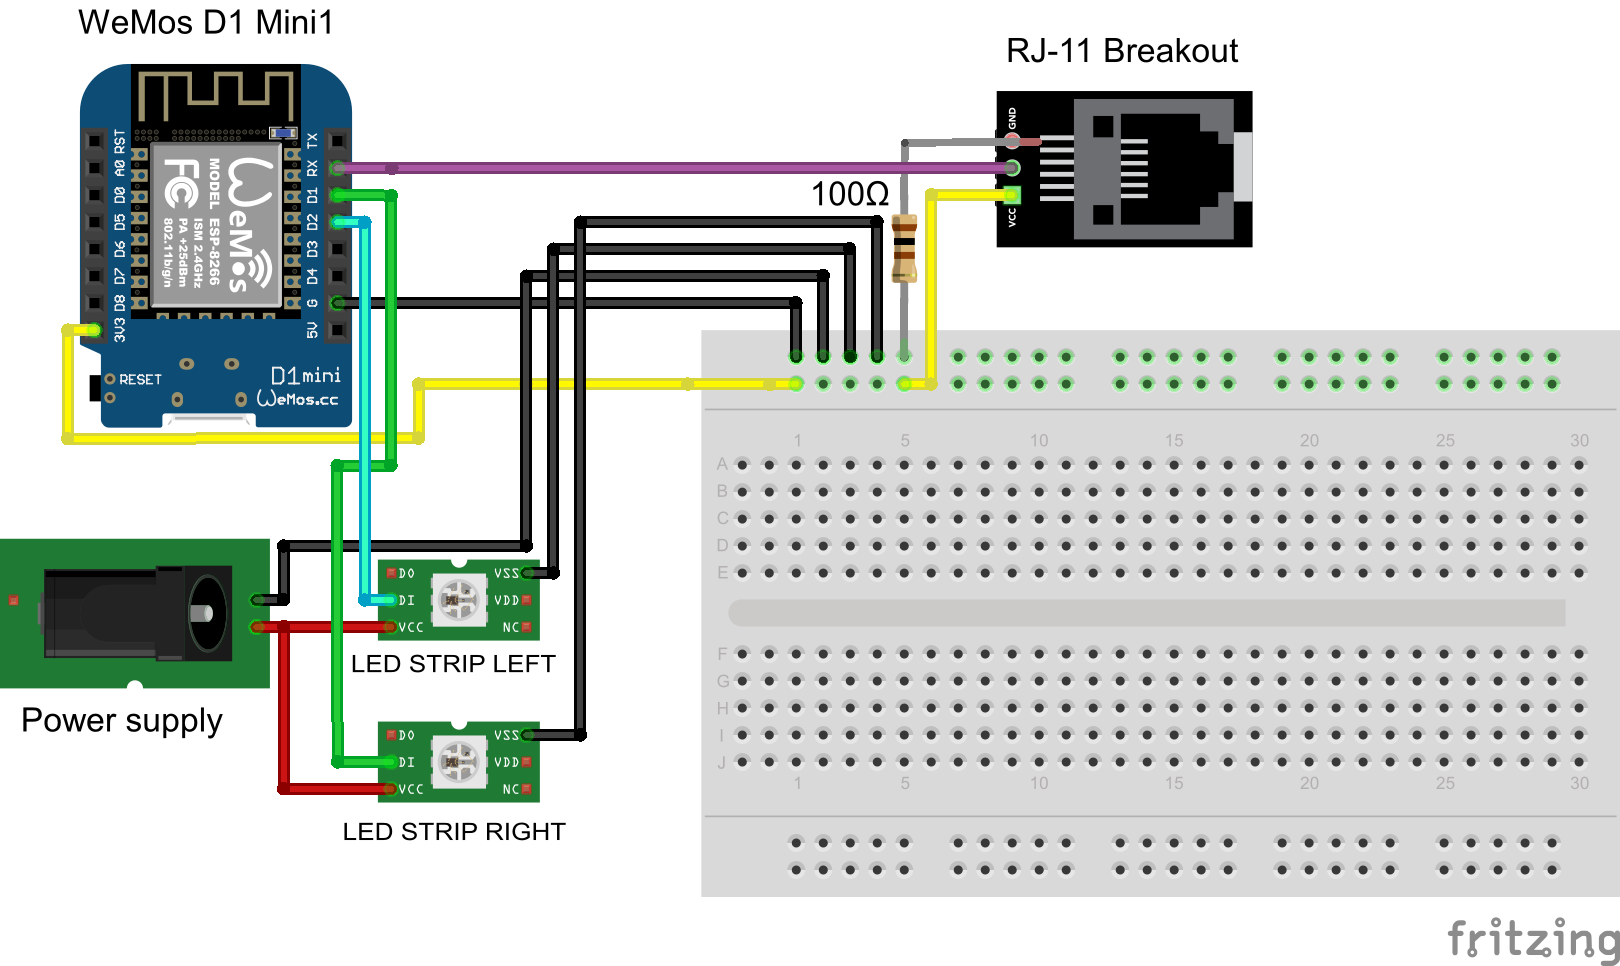 WeMos D1 Mini1
RJ-11 Breakout
GND
VCC
100Ω
RST
A0
D0
D5
D6
D7
D8
3V3
TX
RX
D1
D2
D3
D4
G
5V
WeMos
FC
MODEL ESP-8266
ISM 2.4GHz
PA +25dBm
802.11b/g/n
RESET
D1mini
WeMos.cc
1 5 10 15 20 25 30
A
B
C
D
E
F
G
H
I
J
1 5 10 15 20 25 30
DO VSS
DI VDD
VCC NC
LED STRIP LEFT
Power supply
DO VSS
DI VDD
VCC NC
LED STRIP RIGHT
fritzing